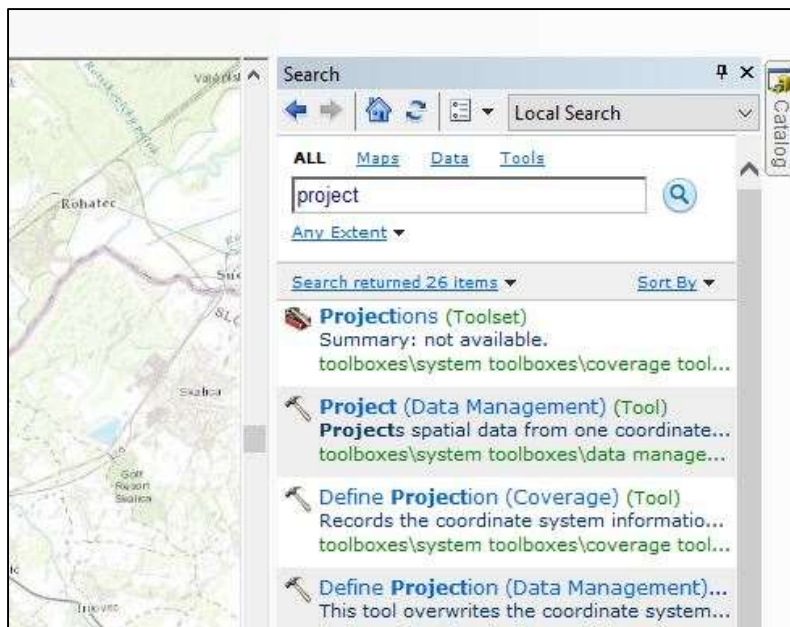 Search
Local Search
Catalog
ALL Maps Data Tools
project
Any Extent
Search returned 26 items Sort By
Projections (Toolset)
Summary: not available.
toolboxes\system toolboxes\coverage tool...
Project (Data Management) (Tool)
Projects spatial data from one coordinate...
toolboxes\system toolboxes\data manage...
Define Projection (Coverage) (Tool)
Records the coordinate system informatio...
toolboxes\system toolboxes\coverage tool...
Define Projection (Data Management)...
This tool overwrites the coordinate system...
Rohatec
Skalica
Golf
Resort
Skalica